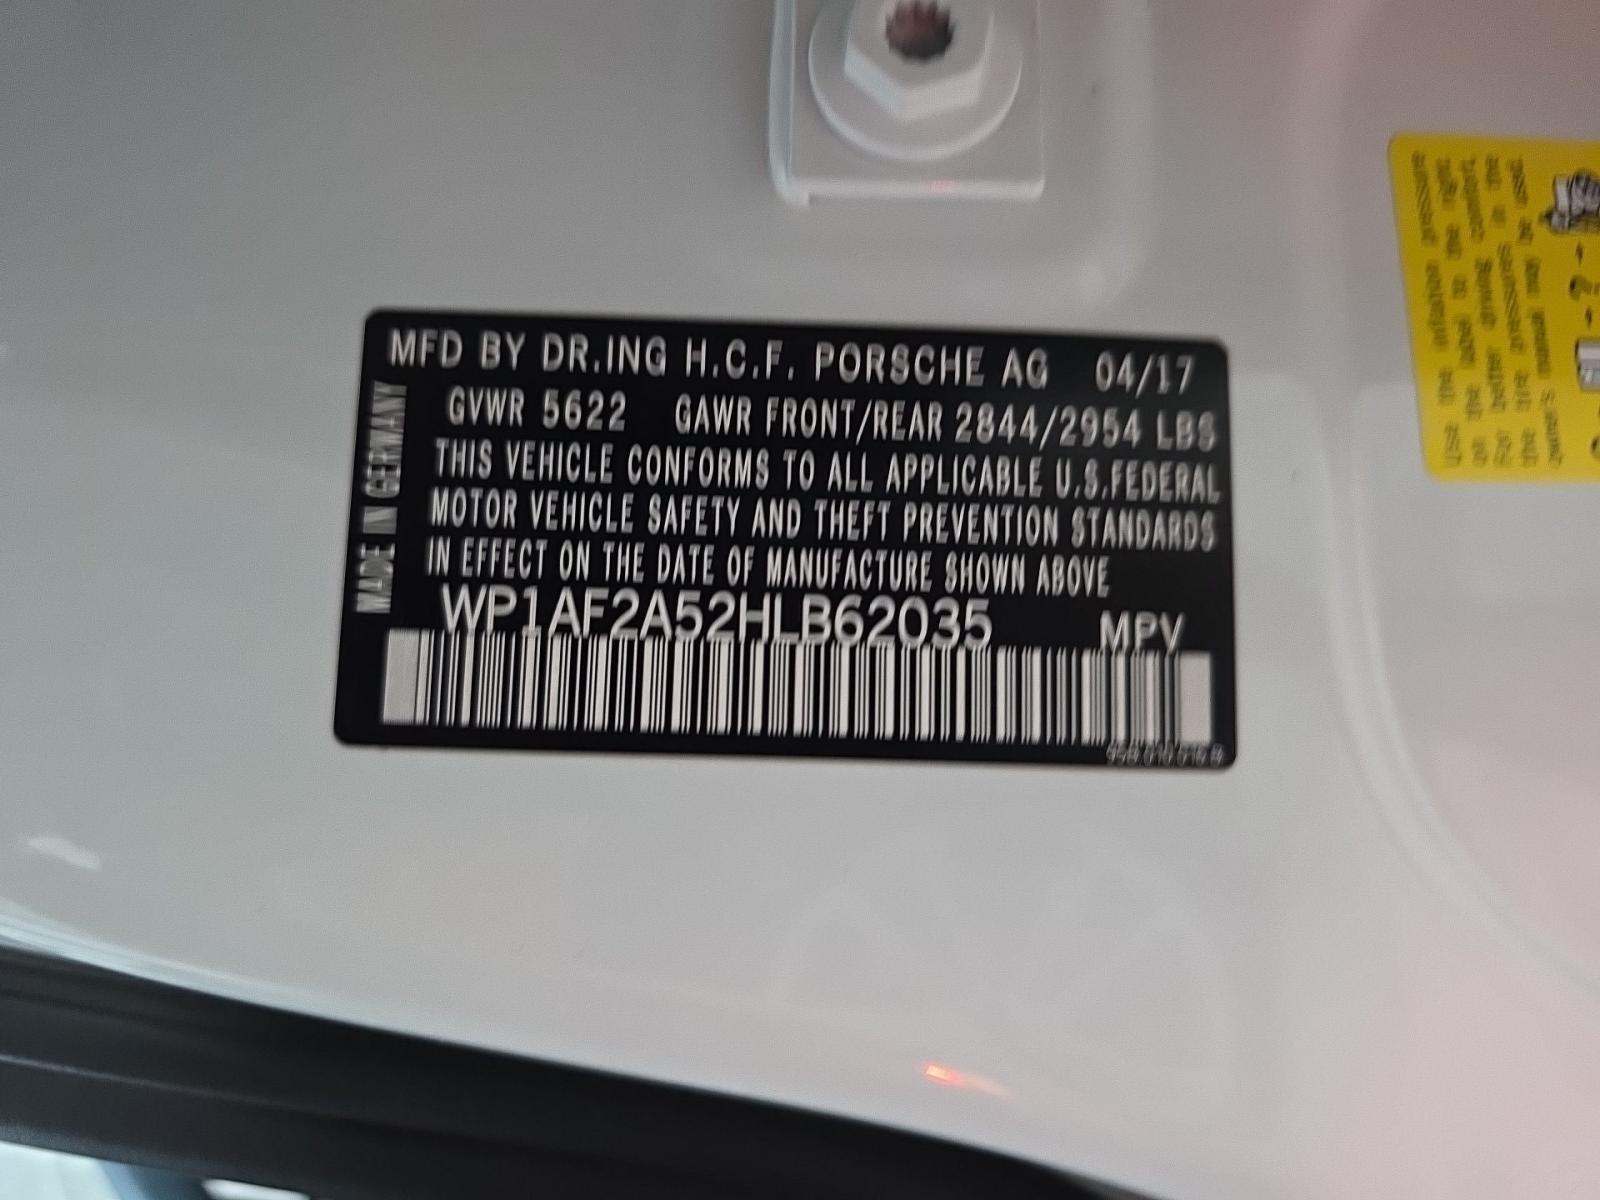 MFD BY DR.ING H.C.F. PORSCHE AG 04/17
GVWR 5622 GAWR FRONT/REAR 2844/2954 LBS
THIS VEHICLE CONFORMS TO ALL APPLICABLE U.S.FEDERAL
MOTOR VEHICLE SAFETY AND THEFT PREVENTION STANDARDS
IN EFFECT ON THE DATE OF MANUFACTURE SHOWN ABOVE
WP1AF2A52HLB62035 MPV
MADE IN GERMANY